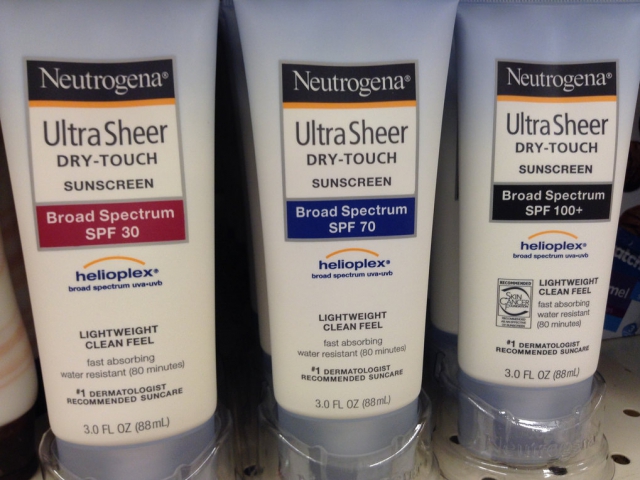 Neutrogena®
Ultra Sheer
DRY-TOUCH
SUNSCREEN
Broad Spectrum
SPF 30
helioplex®
broad spectrum uva•uvb
LIGHTWEIGHT
CLEAN FEEL
fast absorbing
water resistant (80 minutes)
#1 DERMATOLOGIST
RECOMMENDED SUNCARE
3.0 FL OZ (88mL)
Neutrogena®
Ultra Sheer
DRY-TOUCH
SUNSCREEN
Broad Spectrum
SPF 70
helioplex®
broad spectrum uva•uvb
LIGHTWEIGHT
CLEAN FEEL
fast absorbing
water resistant (80 minutes)
#1 DERMATOLOGIST
RECOMMENDED SUNCARE
3.0 FL OZ (88mL)
Neutrogena®
Ultra Sheer
DRY-TOUCH
SUNSCREEN
Broad Spectrum
SPF 100+
helioplex®
broad spectrum uva•uvb
RECOMMENDED
SKIN
CANCER
LIGHTWEIGHT
CLEAN FEEL
fast absorbing
water resistant
(80 minutes)
#1 DERMATOLOGIST
RECOMMENDED SUNCARE
3.0 FL OZ (88mL)